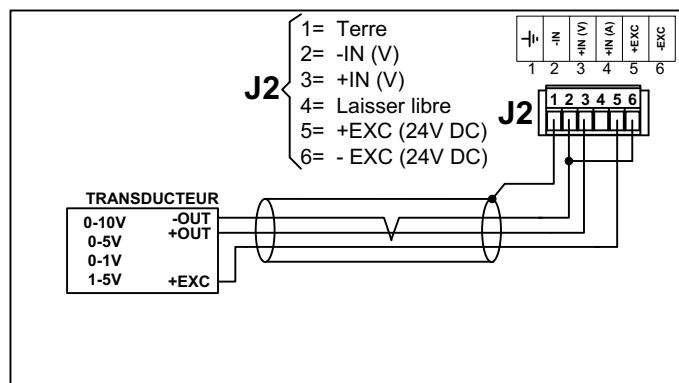 J2
1= Terre
2= -IN (V)
3= +IN (V)
4= Laisser libre
5= +EXC (24V DC)
6= - EXC (24V DC)
-IN
+IN (V)
+IN (A)
+EXC
-EXC
1 2 3 4 5 6
J2
1 2 3 4 5 6
TRANSDUCTEUR
0-10V -OUT
0-5V +OUT
0-1V
1-5V +EXC